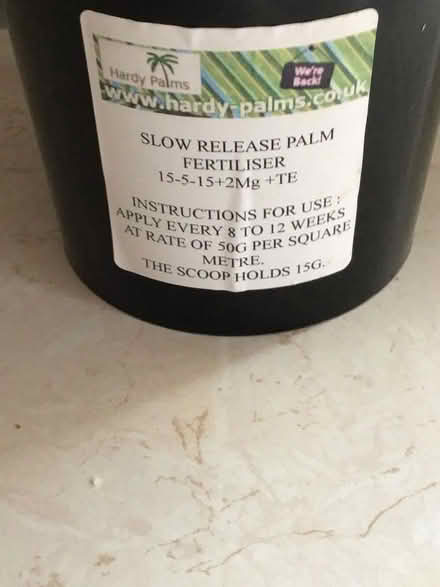 Hardy Palms
We're
Back!
www.hardy-palms.co.uk
SLOW RELEASE PALM
FERTILISER
15-5-15+2Mg +TE
INSTRUCTIONS FOR USE :
APPLY EVERY 8 TO 12 WEEKS
AT RATE OF 50G PER SQUARE
METRE.
THE SCOOP HOLDS 15G.